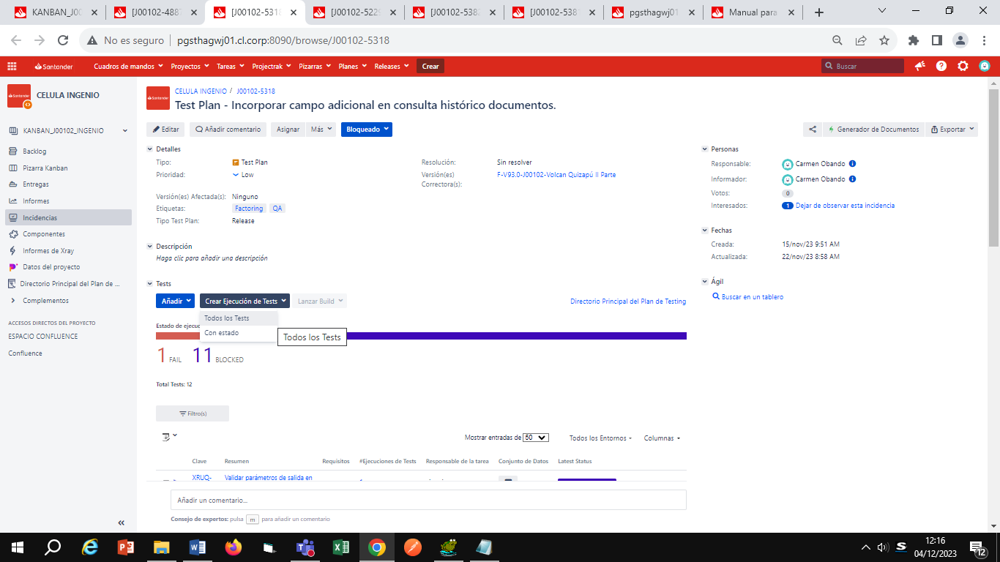 KANBAN_J00
[J00102-4887
[J00102-5318
[J00102-5229
[J00102-5382
[J00102-5381
pgsthagwj01
Manual para
No es seguro | pgsthagwj01.cl.corp:8090/browse/J00102-5318
Santander Cuadros de mandos Proyectos Tareas Projectrak Pizarras Planes Releases Crear Buscar
CELULA INGENIO
KANBAN_J00102_INGENIO
Backlog
Pizarra Kanban
Entregas
Informes
Incidencias
Componentes
Informes de Xray
Datos del proyecto
Directorio Principal del Plan de ...
Complementos
ACCESOS DIRECTOS DEL PROYECTO
ESPACIO CONFLUENCE
Confluence
CELULA INGENIO / J00102-5318
Test Plan - Incorporar campo adicional en consulta histórico documentos.
Editar Añadir comentario Asignar Más Bloqueado Generador de Documentos Exportar
Detalles
Tipo: Test Plan
Prioridad: Low
Versión(es) Afectada(s): Ninguno
Etiquetas: Factoring QA
Tipo Test Plan: Release
Resolución: Sin resolver
Versión(es) Correctora(s): F-V93.0-J00102-Volcan Quizapú II Parte
Descripción
Haga clic para añadir una descripción
Tests
Añadir Crear Ejecución de Tests Lanzar Build Directorio Principal del Plan de Testing
Todos los Tests
Con estado
Todos los Tests
Estado de ejecu
1 FAIL 11 BLOCKED
Total Tests: 12
Filtro(s)
Mostrar entradas de 50 Todos los Entornos Columnas
Clave Resumen Requisitos #Ejecuciones de Tests Responsable de la tarea Conjunto de Datos Latest Status
XRUQ- Validar parámetros de salida en
Añadir un comentario...
Consejo de expertos: pulsa m para añadir un comentario
Personas
Responsable: Carmen Obando
Informador: Carmen Obando
Votos: 0
Interesados: 1 Dejar de observar esta incidencia
Fechas
Creada: 15/nov/23 9:51 AM
Actualizada: 22/nov/23 8:58 AM
Ágil
Buscar en un tablero
12:16
04/12/2023
12